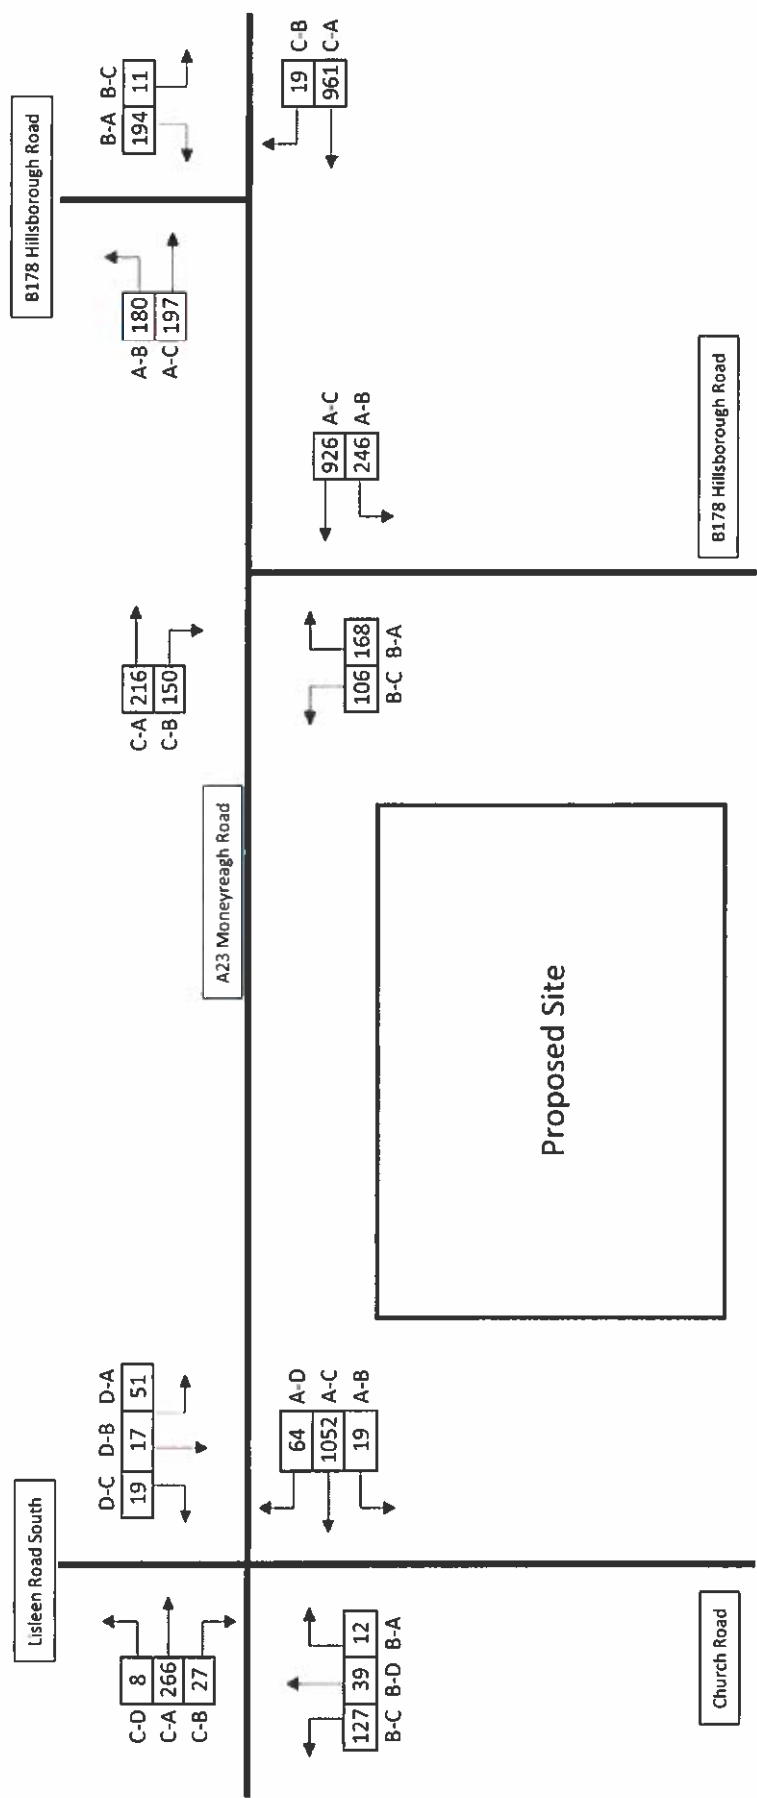 Lisleen Road South
B178 Hillsborough Road
D-C D-B D-A
19 17 51
C-D 8
C-A 266
C-B 27
C-A 216
C-B 150
A-B 180
A-C 197
B-A B-C
194 11
A23 Moneyreagh Road
64 A-D
1052 A-C
19 A-B
926 A-C
246 A-B
19 C-B
961 C-A
127 39 12
B-C B-D B-A
106 168
B-C B-A
Proposed Site
Church Road
B178 Hillsborough Road